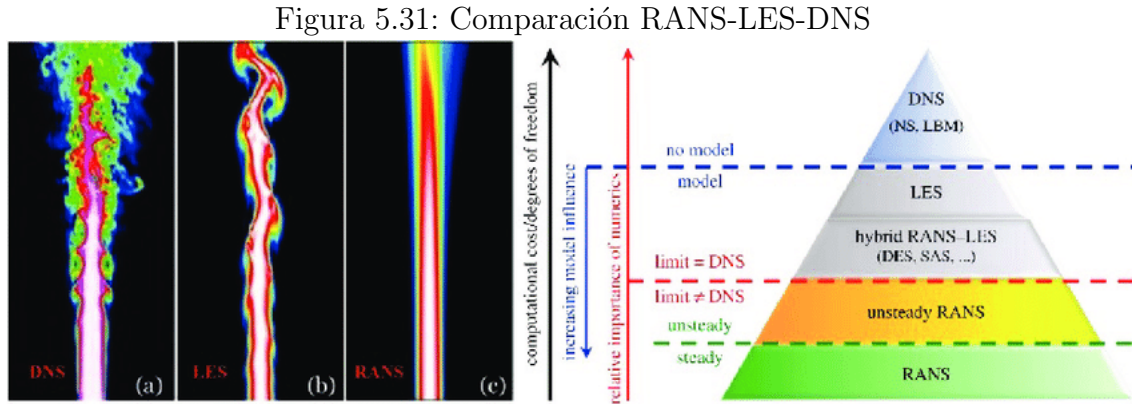 Figura 5.31: Comparación RANS-LES-DNS
DNS
(a)
LES
(b)
RANS
(c)
computational cost/degrees of freedom
increasing model influence
relative importance of numerics
no model
model
limit = DNS
limit ≠ DNS
unsteady
steady
DNS
(NS, LBM)
LES
hybrid RANS–LES
(DES, SAS, ...)
unsteady RANS
RANS